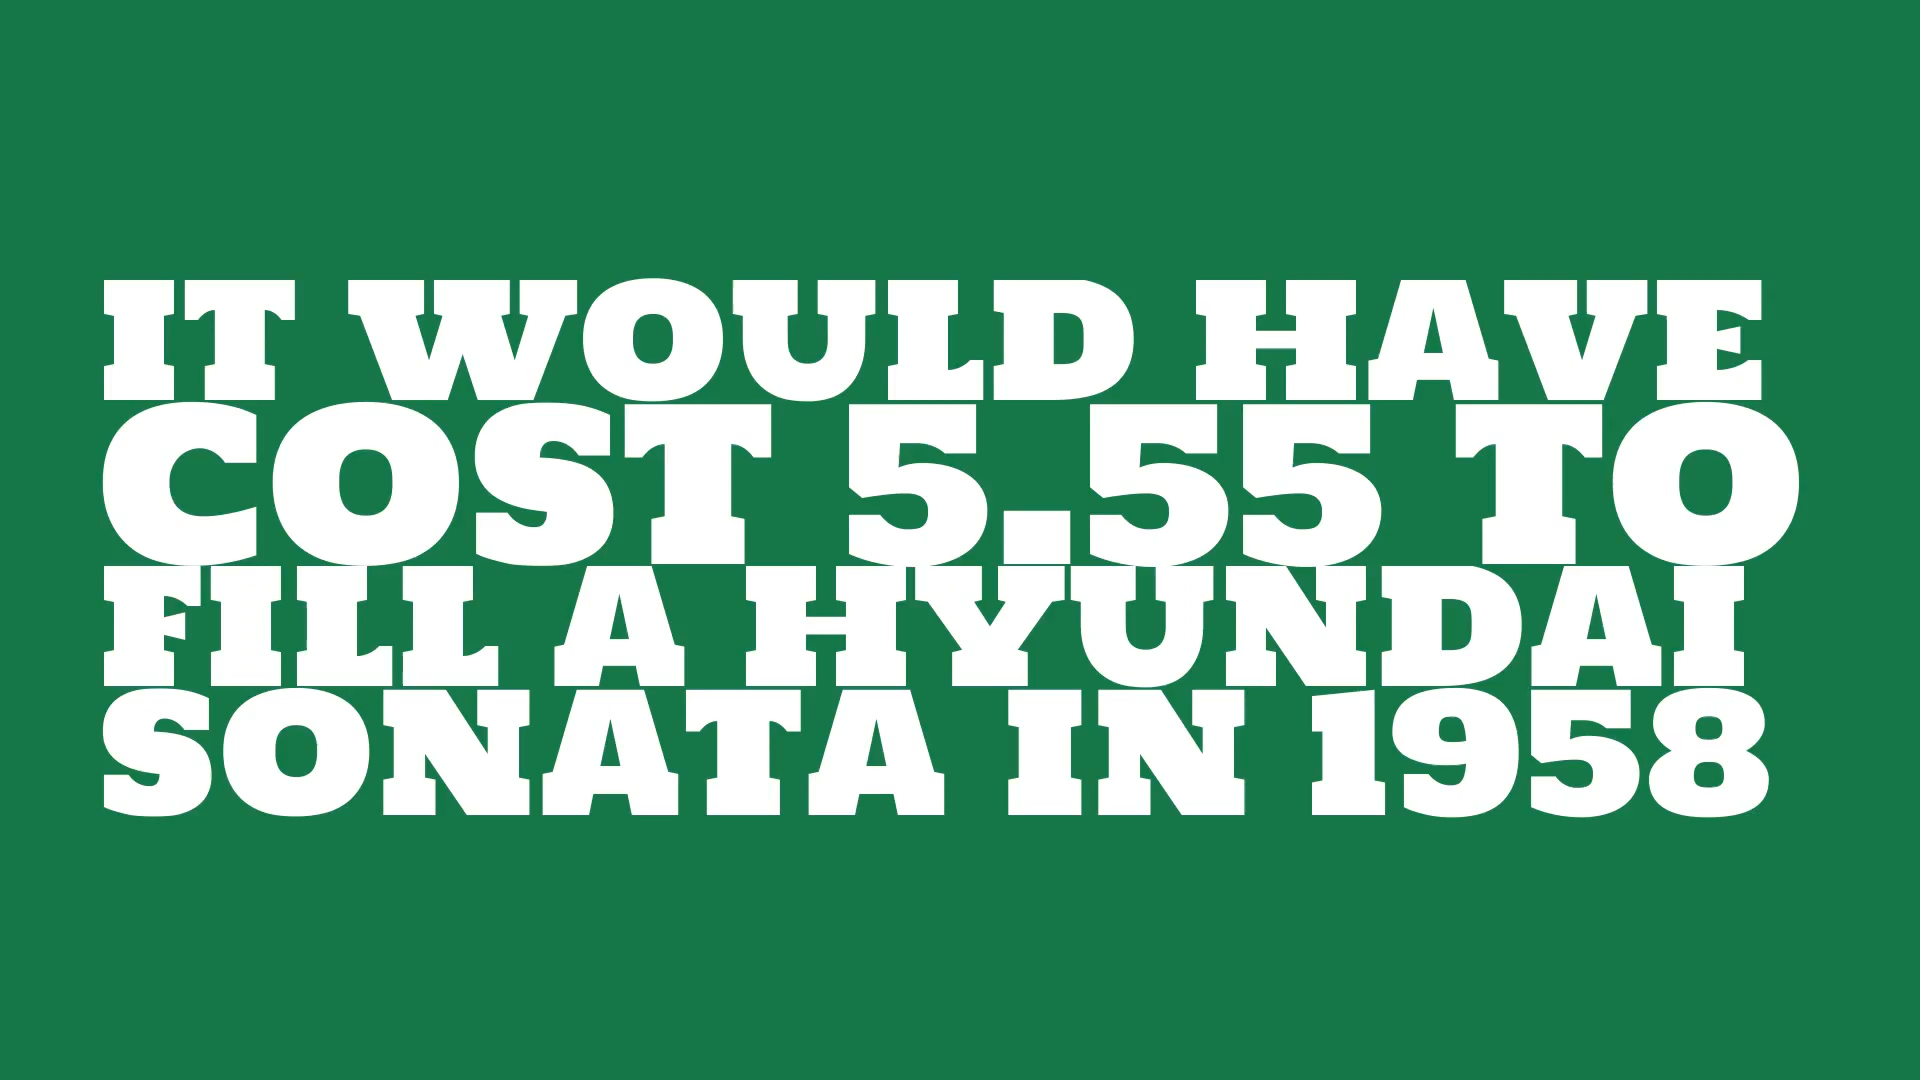 IT WOULD HAVE
COST 5.55 TO
FILL A HYUNDAI
SONATA IN 1958